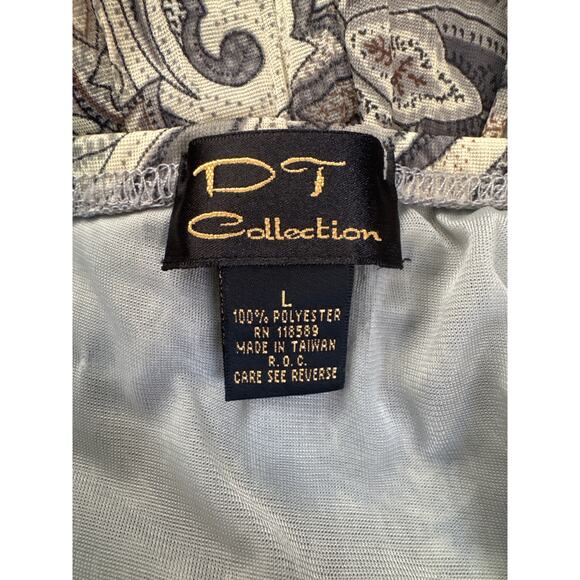 DT
Collection
L
100% POLYESTER
RN 118589
MADE IN TAIWAN
R.O.C.
CARE SEE REVERSE